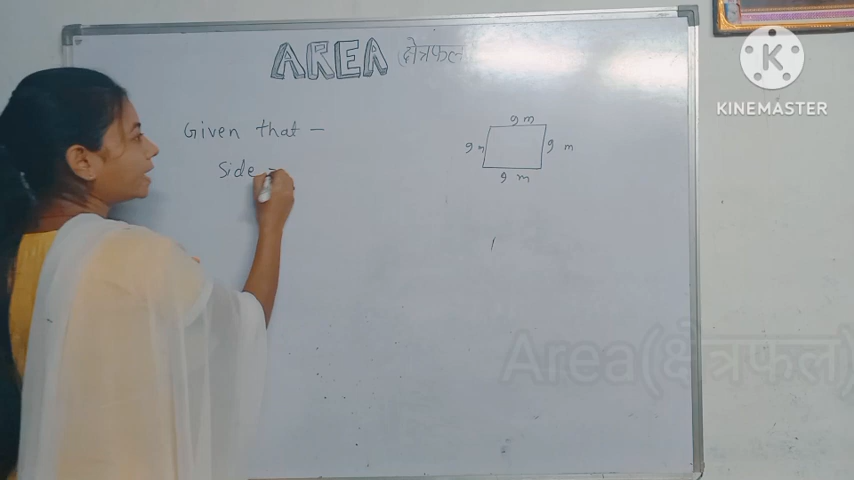 AREA (क्षेत्रफल
KINEMASTER
Given that –
9 m
9 m
9 m
Side =
9 m
Area(क्षेत्रफल)